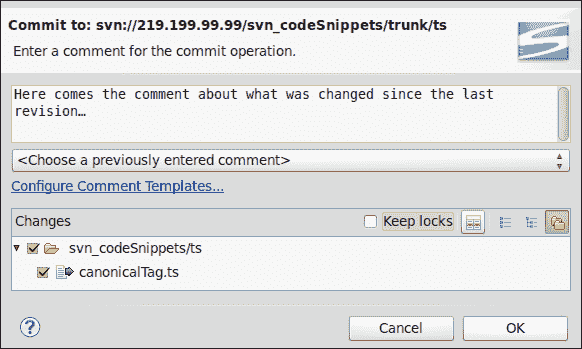 Commit to: svn://219.199.99.99/svn_codeSnippets/trunk/ts
Enter a comment for the commit operation.
Here comes the comment about what was changed since the last
revision…
<Choose a previously entered comment>
Configure Comment Templates...
Changes
Keep locks
svn_codeSnippets/ts
canonicalTag.ts
?
Cancel
OK